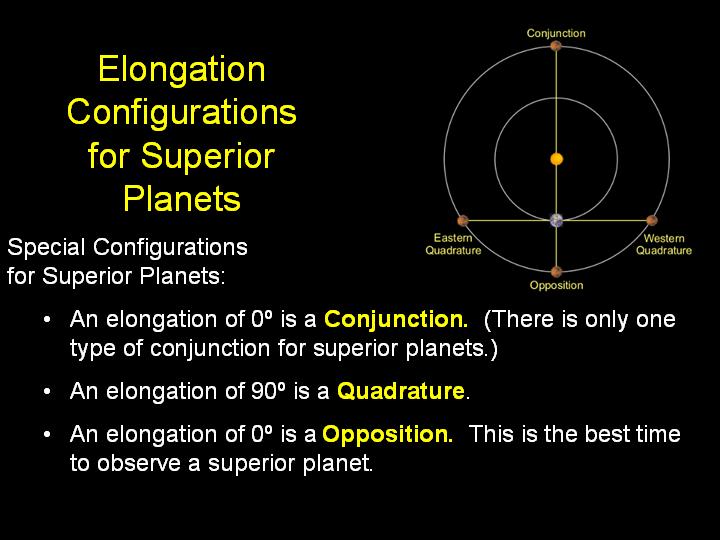 Elongation
Configurations
for Superior
Planets
Conjunction
Eastern
Quadrature
Western
Quadrature
Opposition
Special Configurations
for Superior Planets:
• An elongation of 0º is a Conjunction. (There is only one
type of conjunction for superior planets.)
• An elongation of 90º is a Quadrature.
• An elongation of 0º is a Opposition. This is the best time
to observe a superior planet.